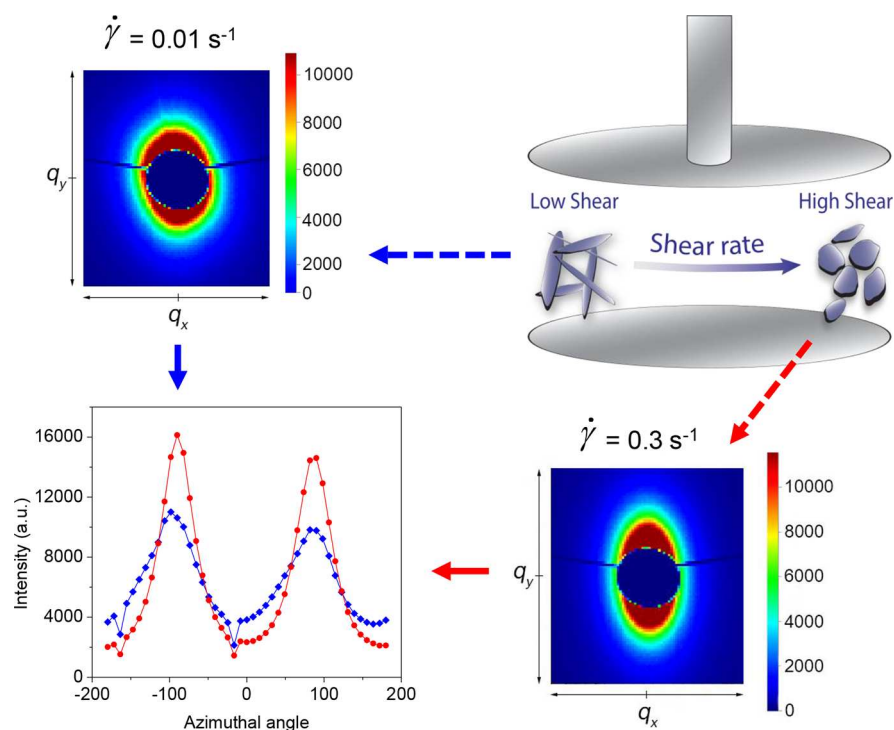 γ̇ = 0.01 s⁻¹
10000
8000
6000
4000
2000
0
q_y
q_x
Low Shear
High Shear
Shear rate
γ̇ = 0.3 s⁻¹
10000
8000
6000
4000
2000
0
q_y
q_x
16000
12000
8000
4000
0
Intensity (a.u.)
-200
-100
0
100
200
Azimuthal angle